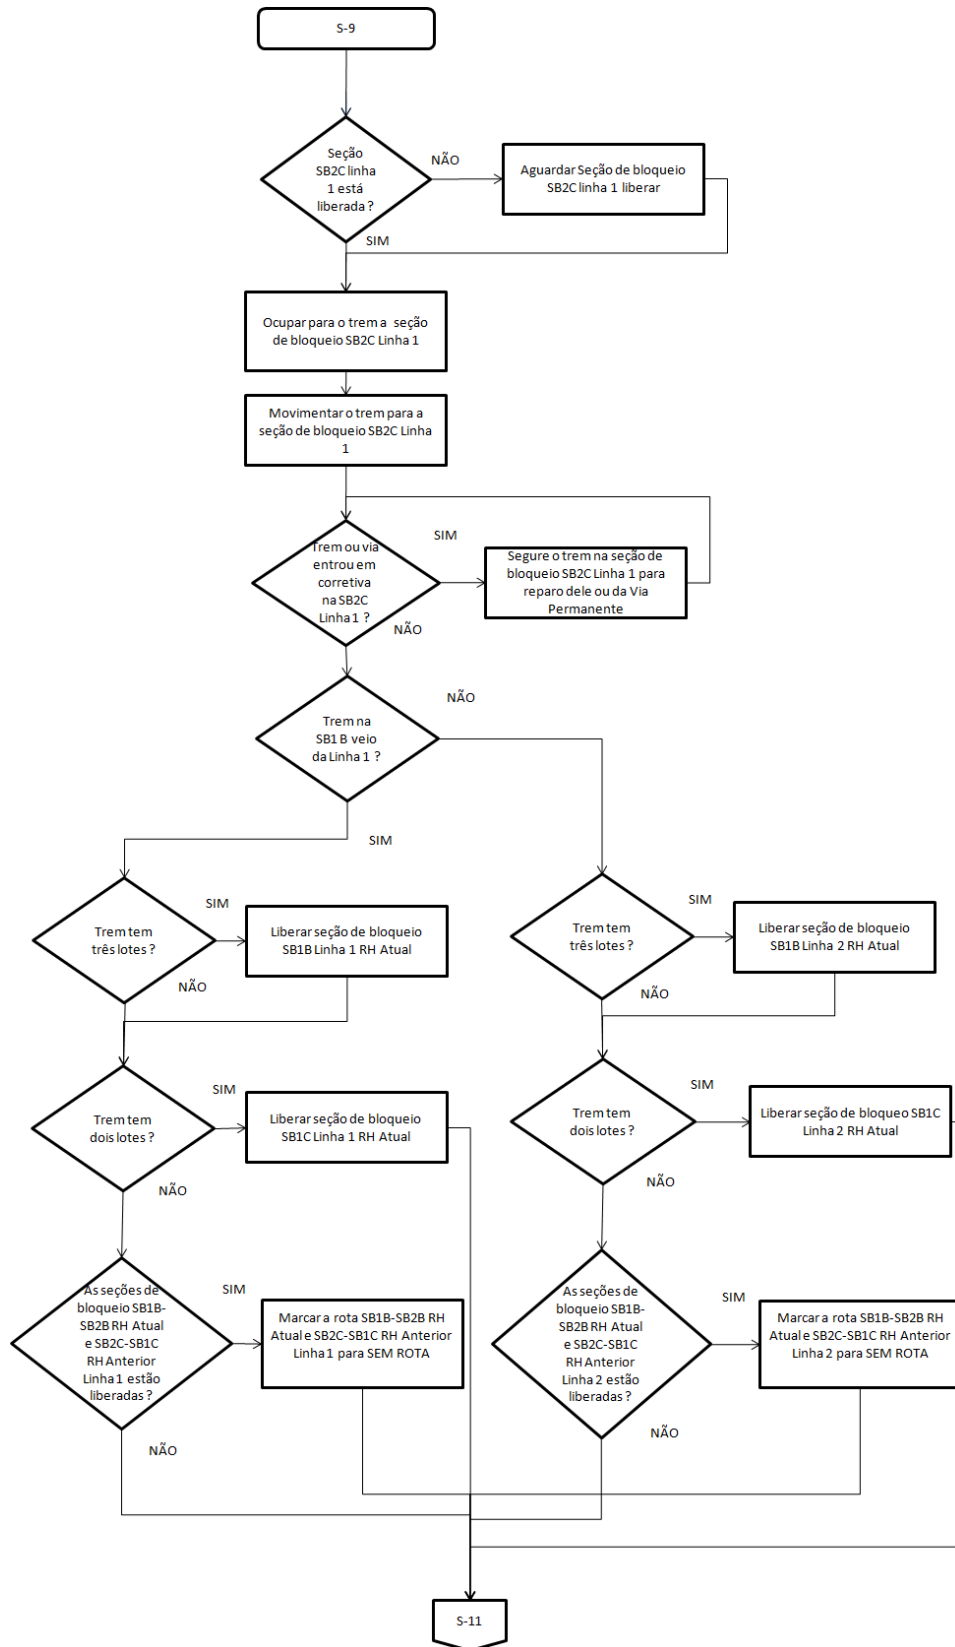 S-9
Seção
SB2C linha
1 está
liberada ?
NÃO
Aguardar Seção de bloqueio
SB2C linha 1 liberar
SIM
Ocupar para o trem a seção
de bloqueio SB2C Linha 1
Movimentar o trem para a
seção de bloqueio SB2C Linha
1
Trem ou via
entrou em
corretiva
na SB2C
Linha 1 ?
SIM
Segure o trem na seção de
bloqueio SB2C Linha 1 para
reparo dele ou da Via
Permanente
NÃO
Trem na
SB1 B veio
da Linha 1 ?
NÃO
SIM
Trem tem
três lotes ?
SIM
Liberar seção de bloqueio
SB1B Linha 1 RH Atual
NÃO
Trem tem
três lotes ?
SIM
Liberar seção de bloqueio
SB1B Linha 2 RH Atual
NÃO
Trem tem
dois lotes ?
SIM
Liberar seção de bloqueio
SB1C Linha 1 RH Atual
NÃO
Trem tem
dois lotes ?
SIM
Liberar seção de bloqueo SB1C
Linha 2 RH Atual
NÃO
As seções de
bloqueio SB1B-
SB2B RH Atual
e SB2C-SB1C
RH Anterior
Linha 1 estão
liberadas ?
SIM
Marcar a rota SB1B-SB2B RH
Atual e SB2C-SB1C RH Anterior
Linha 1 para SEM ROTA
NÃO
As seções de
bloqueio SB1B-
SB2B RH Atual
e SB2C-SB1C
RH Anterior
Linha 2 estão
liberadas ?
SIM
Marcar a rota SB1B-SB2B RH
Atual e SB2C-SB1C RH Anterior
Linha 2 para SEM ROTA
NÃO
S-11